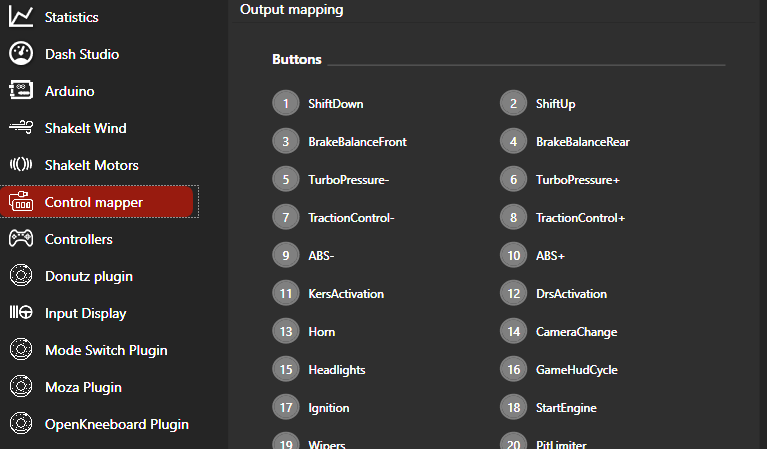 Statistics
Dash Studio
Arduino
ShakeIt Wind
ShakeIt Motors
Control mapper
Controllers
Donutz plugin
Input Display
Mode Switch Plugin
Moza Plugin
OpenKneeboard Plugin
Output mapping
Buttons
1 ShiftDown 2 ShiftUp
3 BrakeBalanceFront 4 BrakeBalanceRear
5 TurboPressure- 6 TurboPressure+
7 TractionControl- 8 TractionControl+
9 ABS- 10 ABS+
11 KersActivation 12 DrsActivation
13 Horn 14 CameraChange
15 Headlights 16 GameHudCycle
17 Ignition 18 StartEngine
19 Wipers 20 PitLimiter